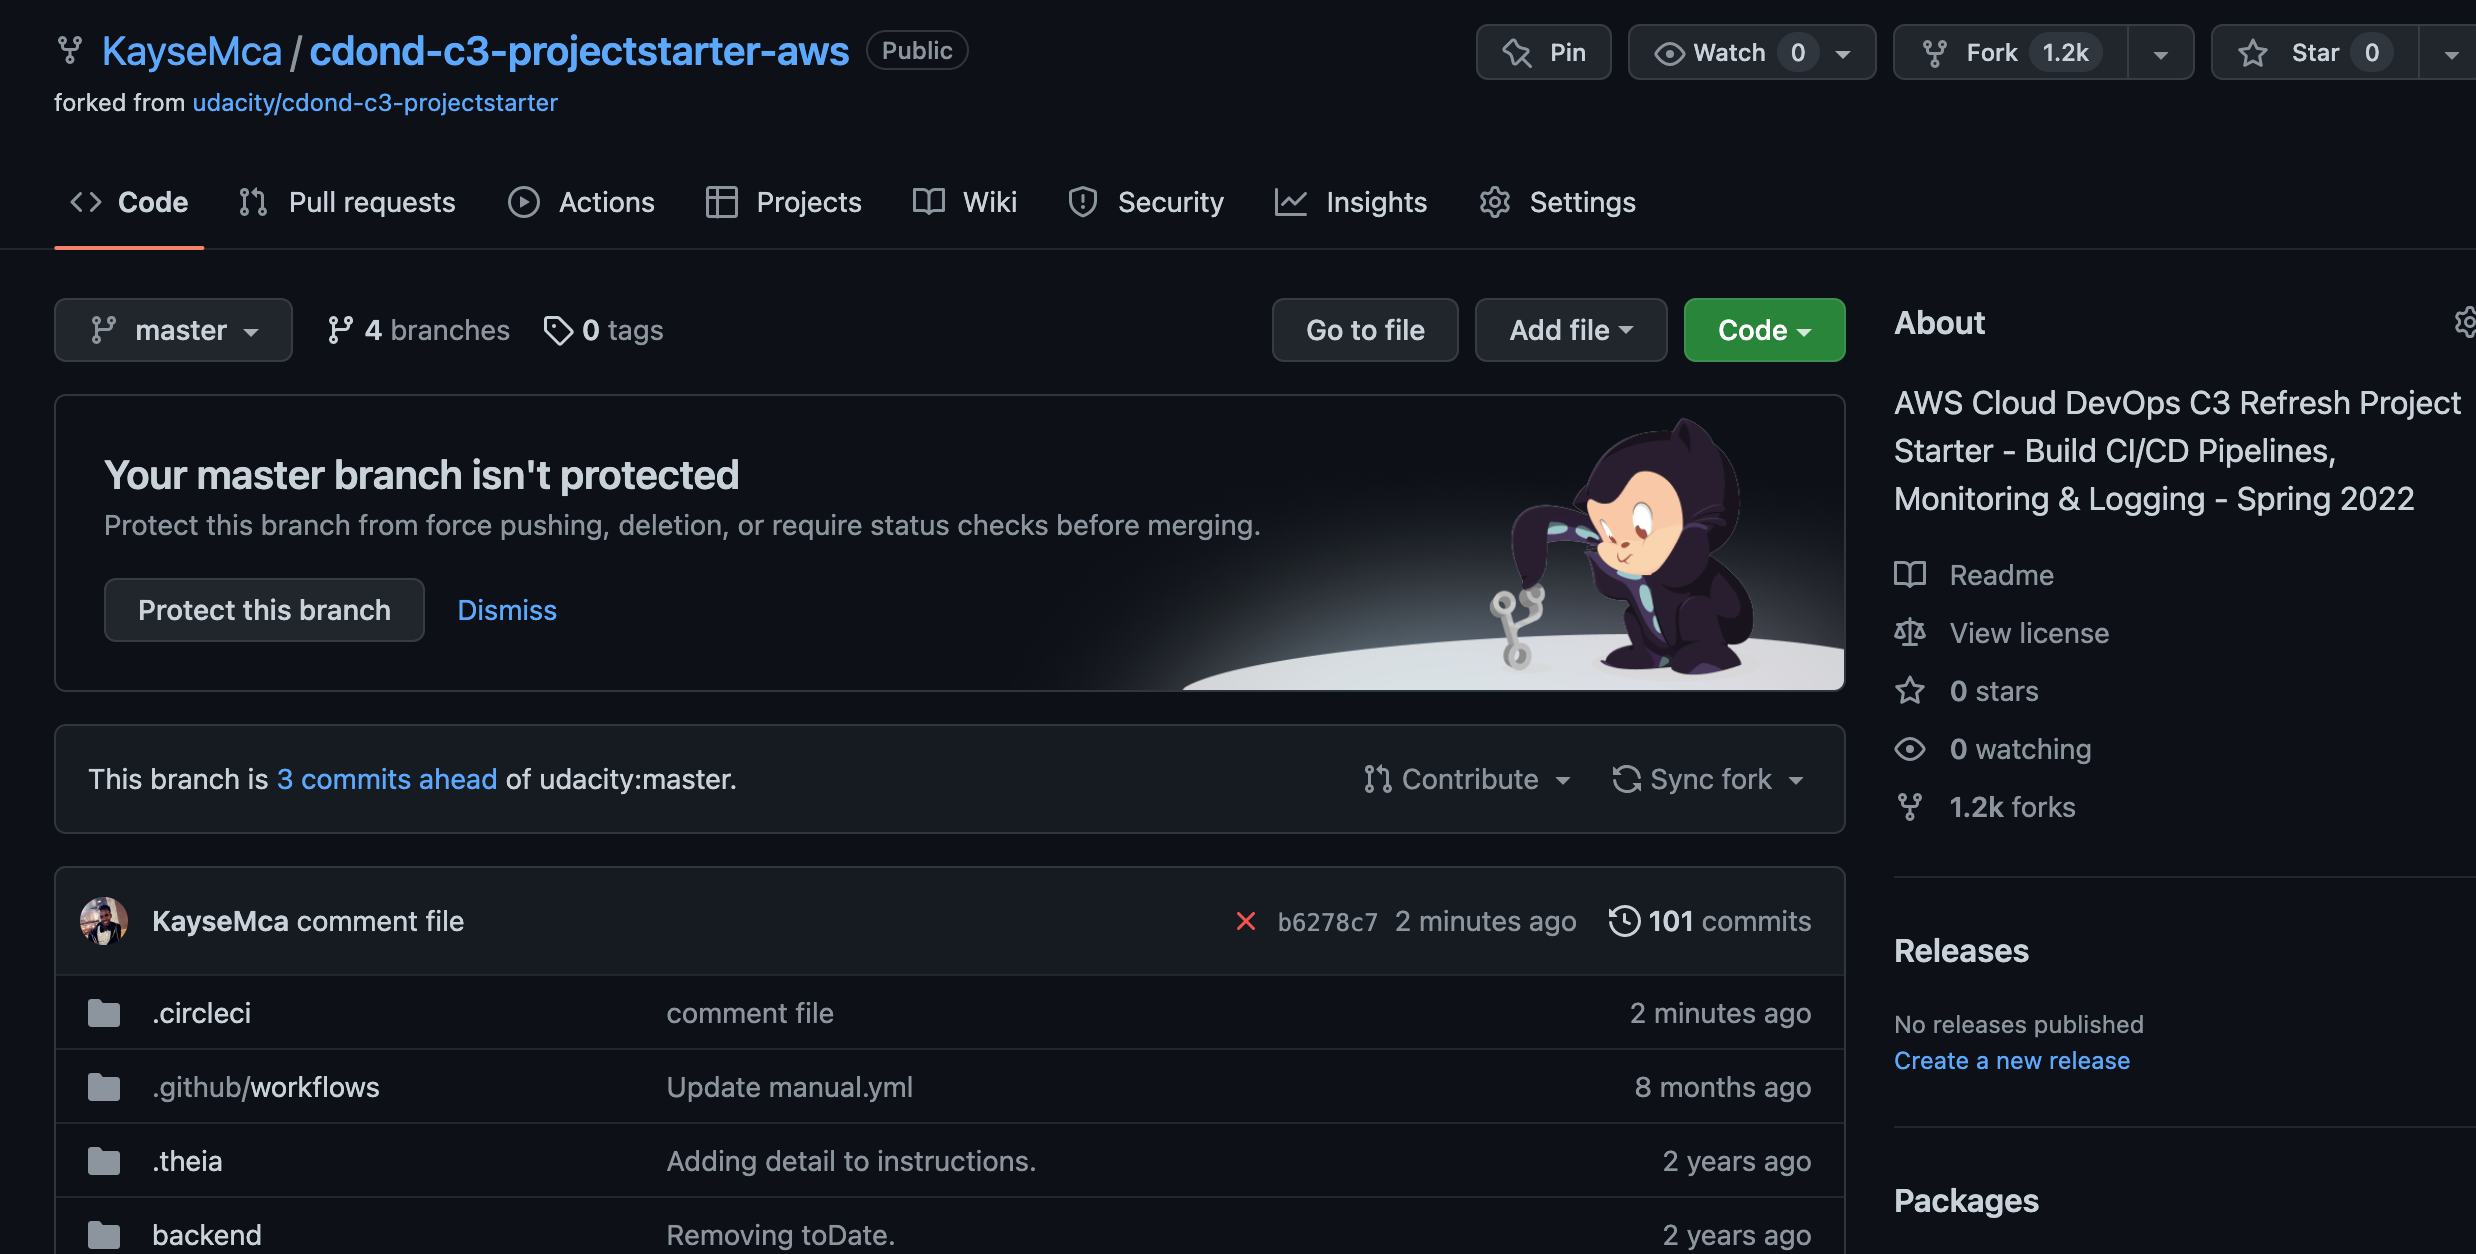 KayseMca / cdond-c3-projectstarter-aws Public
forked from udacity/cdond-c3-projectstarter
Pin
Watch 0
Fork 1.2k
Star 0
Code
Pull requests
Actions
Projects
Wiki
Security
Insights
Settings
master
4 branches
0 tags
Go to file
Add file
Code
Your master branch isn't protected
Protect this branch from force pushing, deletion, or require status checks before merging.
Protect this branch
Dismiss
This branch is 3 commits ahead of udacity:master.
Contribute
Sync fork
KayseMca comment file
b6278c7 2 minutes ago
101 commits
.circleci
comment file
2 minutes ago
.github/workflows
Update manual.yml
8 months ago
.theia
Adding detail to instructions.
2 years ago
backend
Removing toDate.
2 years ago
About
AWS Cloud DevOps C3 Refresh Project
Starter - Build CI/CD Pipelines,
Monitoring & Logging - Spring 2022
Readme
View license
0 stars
0 watching
1.2k forks
Releases
No releases published
Create a new release
Packages